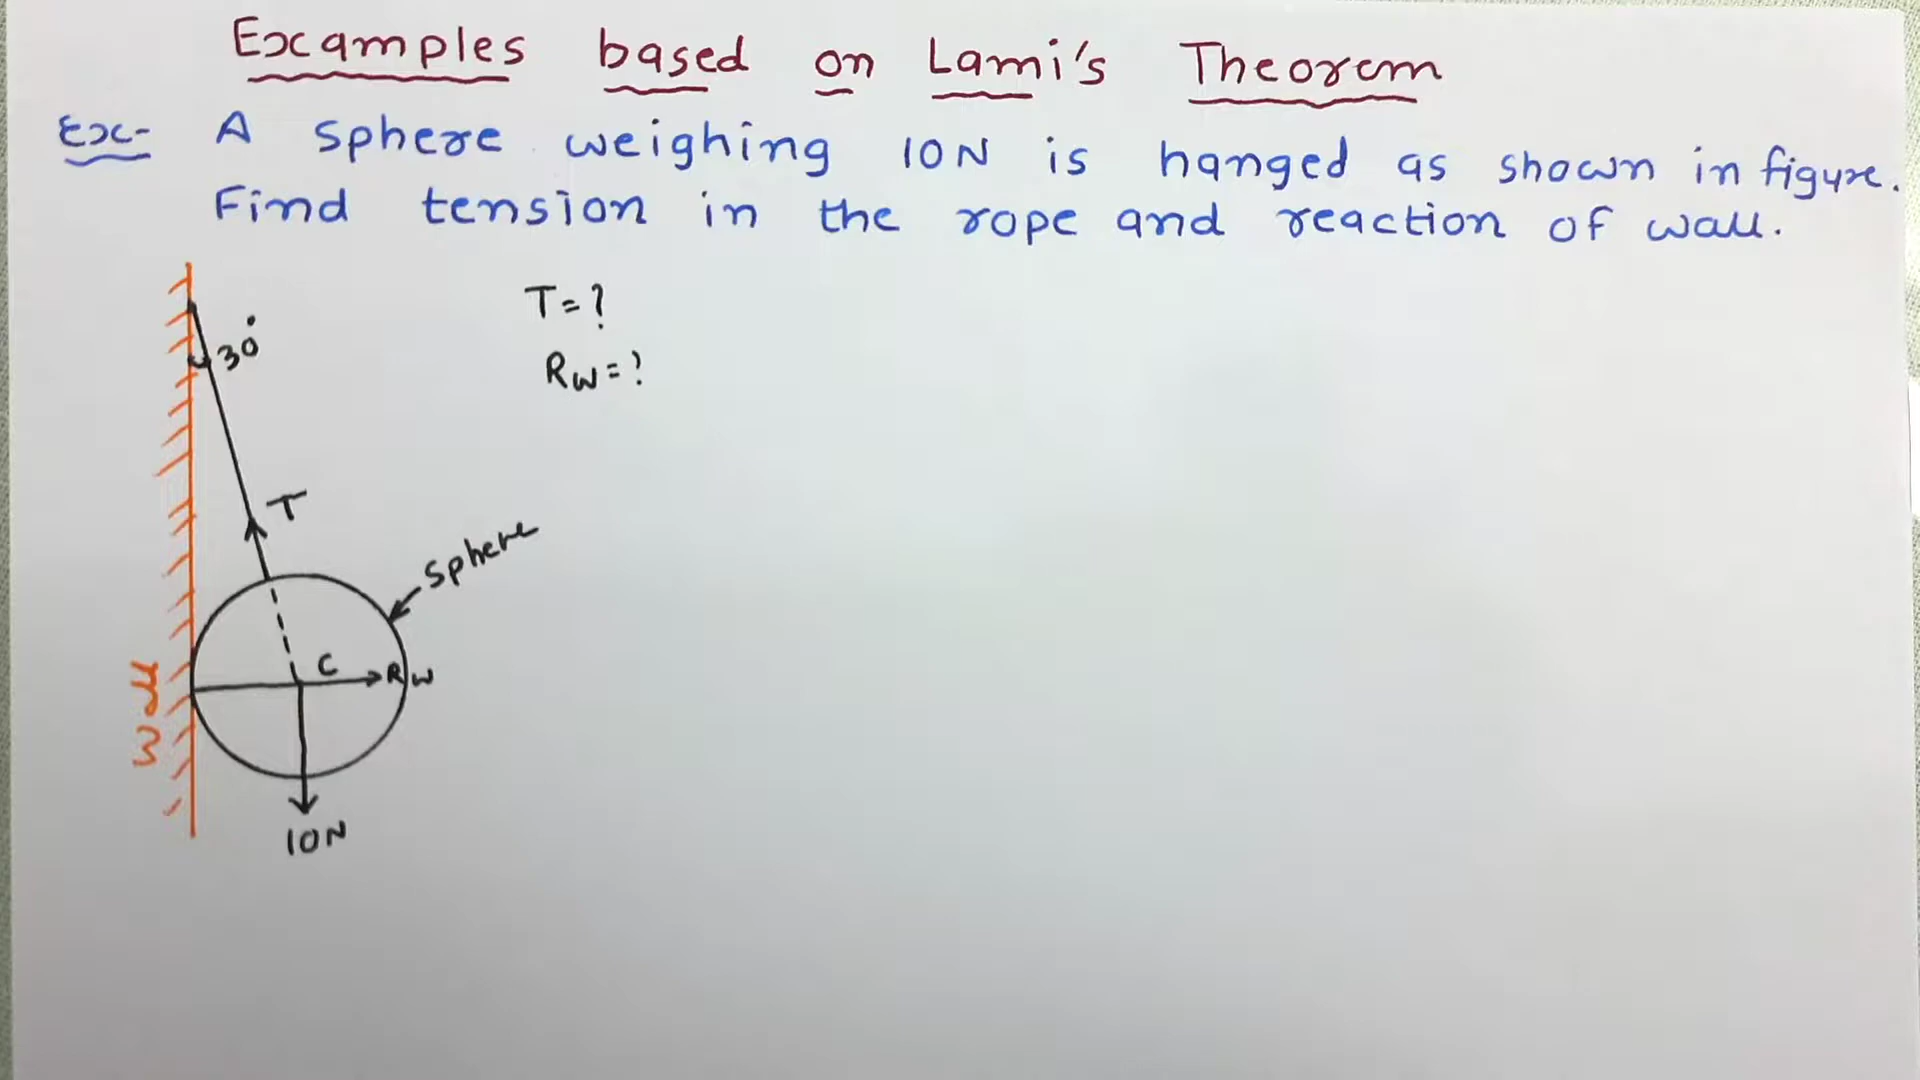 Examples based on Lami's Theorem
Ex- A sphere weighing 10N is hanged as shown in figure.
Find tension in the rope and reaction of wall.
T=?
30°
RW=?
T
sphere
C
RW
Wall
10N